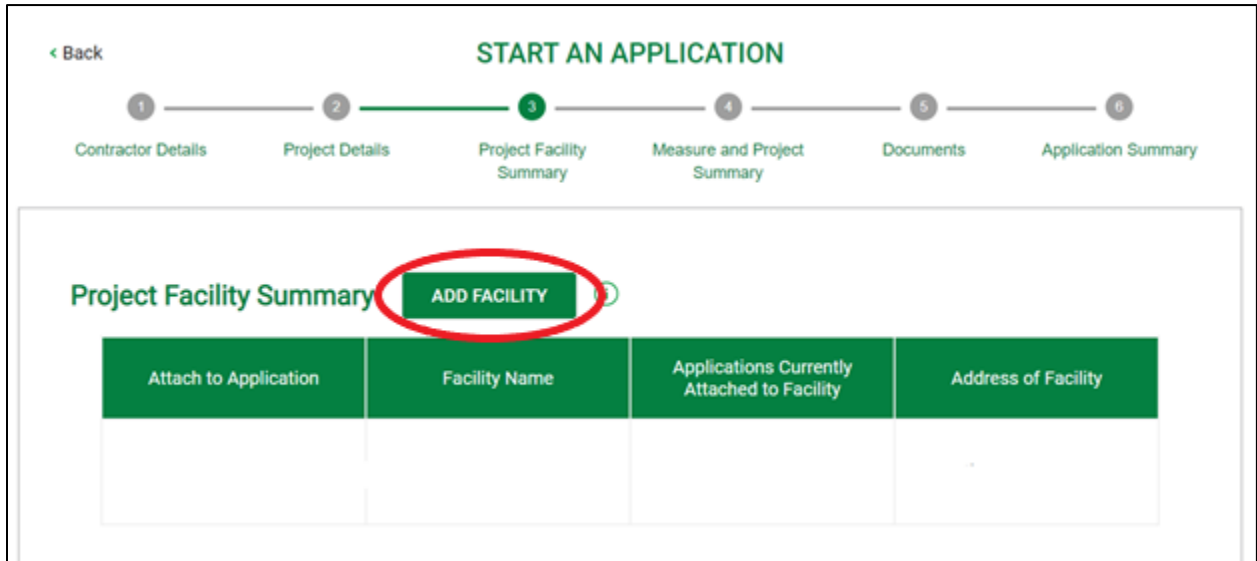 < Back
START AN APPLICATION
1 2 3 4 5 6
Contractor Details Project Details Project Facility Measure and Project Documents Application Summary
Summary Summary
Project Facility Summary ADD FACILITY
Attach to Application Facility Name Applications Currently Address of Facility
Attached to Facility